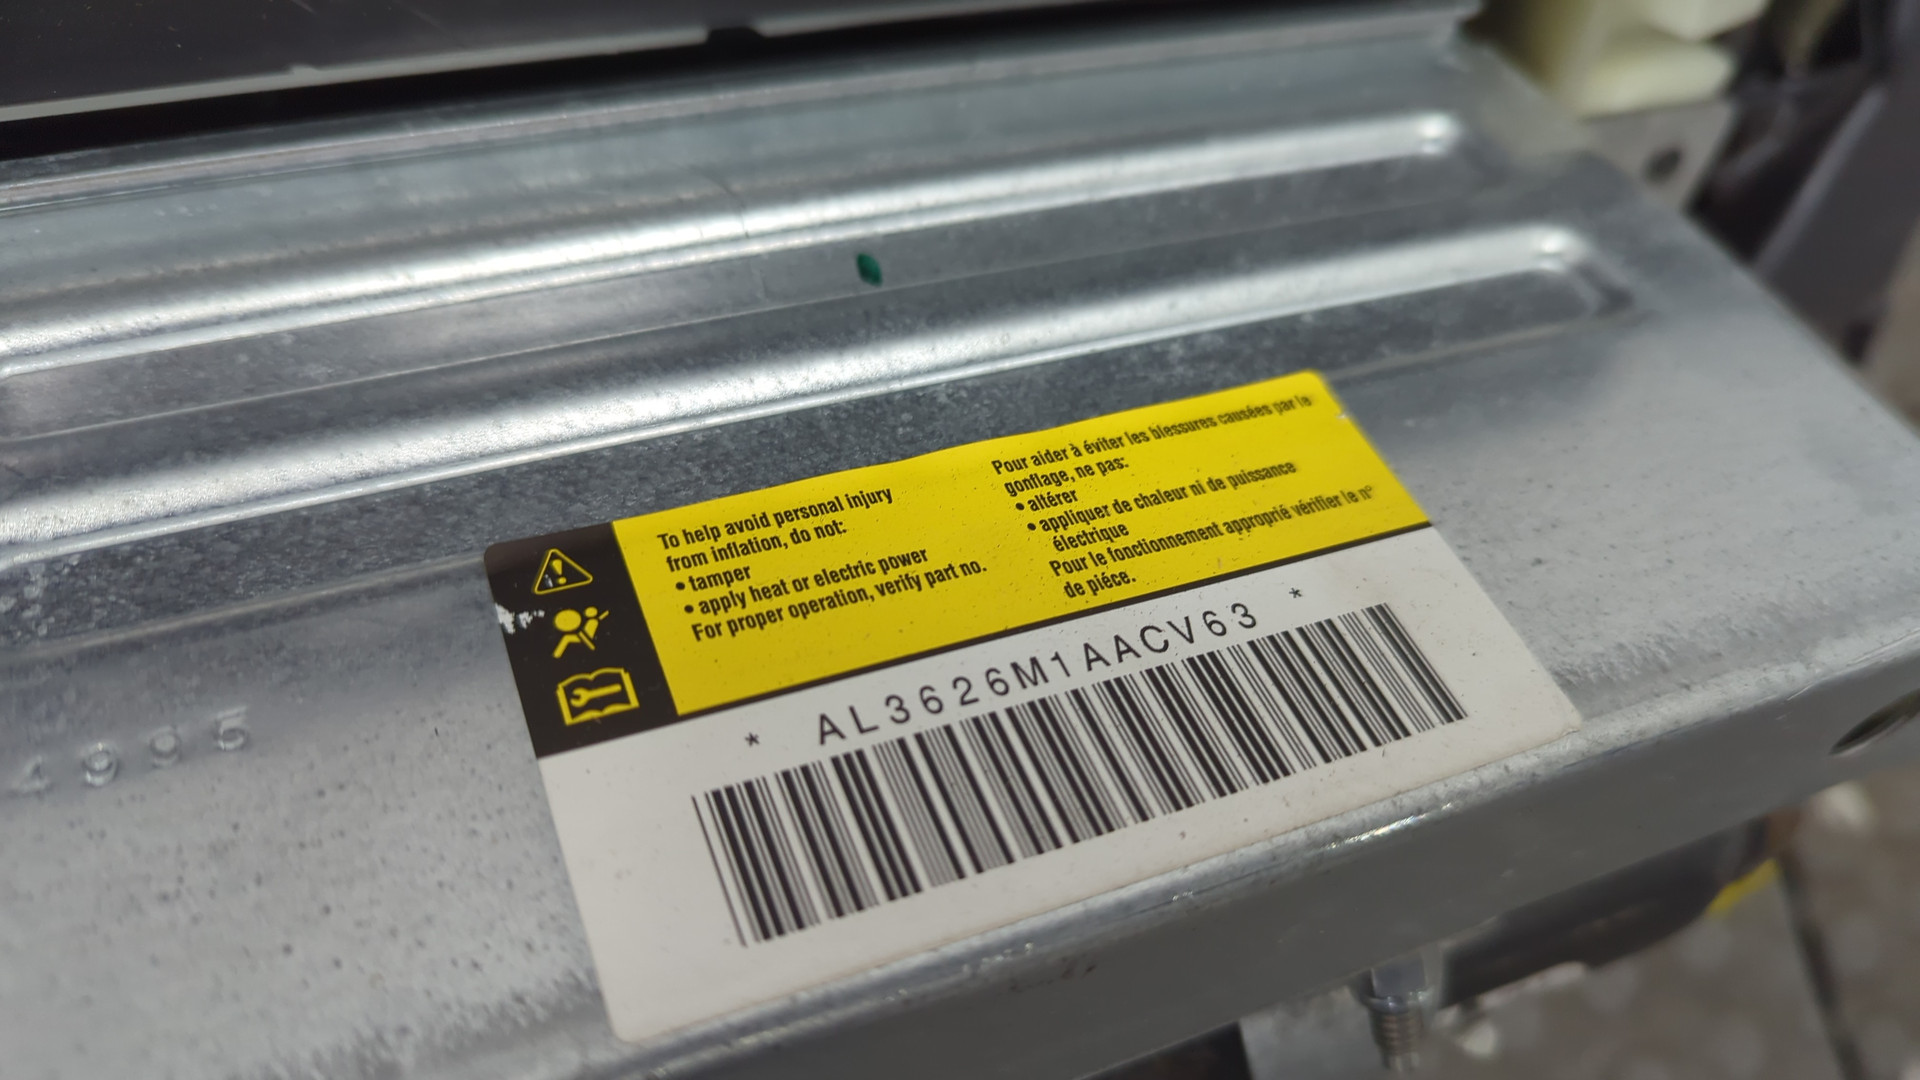 To help avoid personal injury
from inflation, do not:
• tamper
• apply heat or electric power
For proper operation, verify part no.
Pour aider à éviter les blessures causées par le
gonflage, ne pas:
• altérer
• appliquer de chaleur ni de puissance
électrique
Pour le fonctionnement approprié vérifier le n°
de piéce.
* AL3626M1AACV63 *
4995